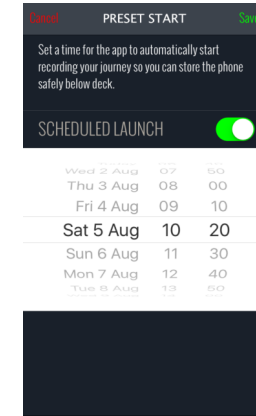 Cancel PRESET START Save
Set a time for the app to automatically start
recording your journey so you can store the phone
safely below deck.
SCHEDULED LAUNCH
Wed 2 Aug 07 50
Thu 3 Aug 08 00
Fri 4 Aug 09 10
Sat 5 Aug 10 20
Sun 6 Aug 11 30
Mon 7 Aug 12 40
Tue 8 Aug 13 50